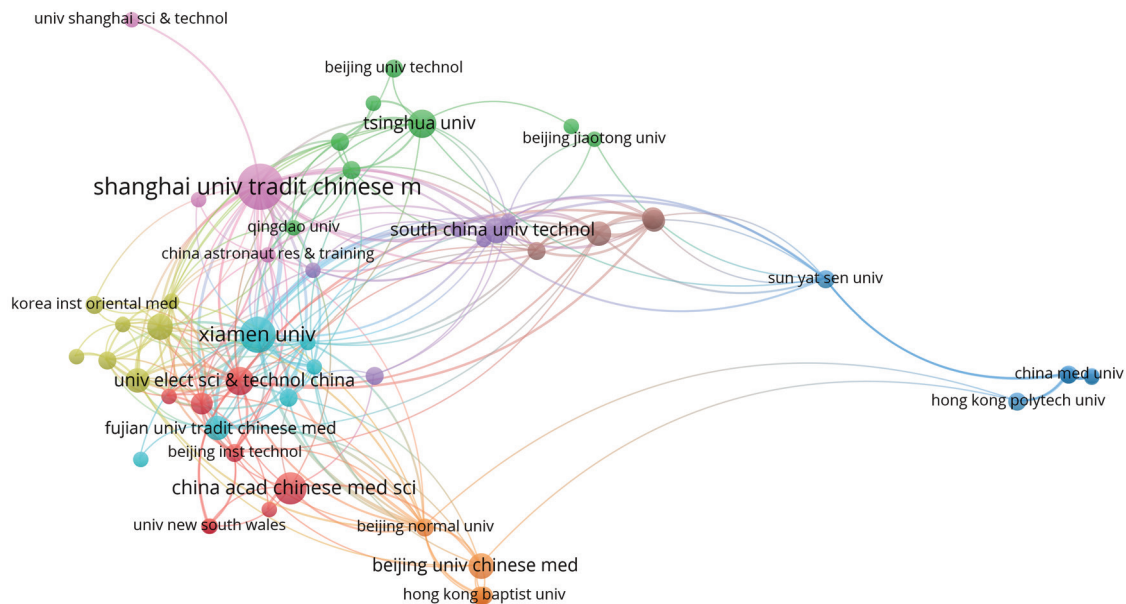 univ shanghai sci & technol
beijing univ technol
tsinghua univ
beijing jiaotong univ
shanghai univ tradit chinese m
qingdao univ
south china univ technol
china astronaut res & training
sun yat sen univ
korea inst oriental med
xiamen univ
china med univ
univ elect sci & technol china
hong kong polytech univ
fujian univ tradit chinese med
beijing inst technol
china acad chinese med sci
univ new south wales
beijing normal univ
beijing univ chinese med
hong kong baptist univ